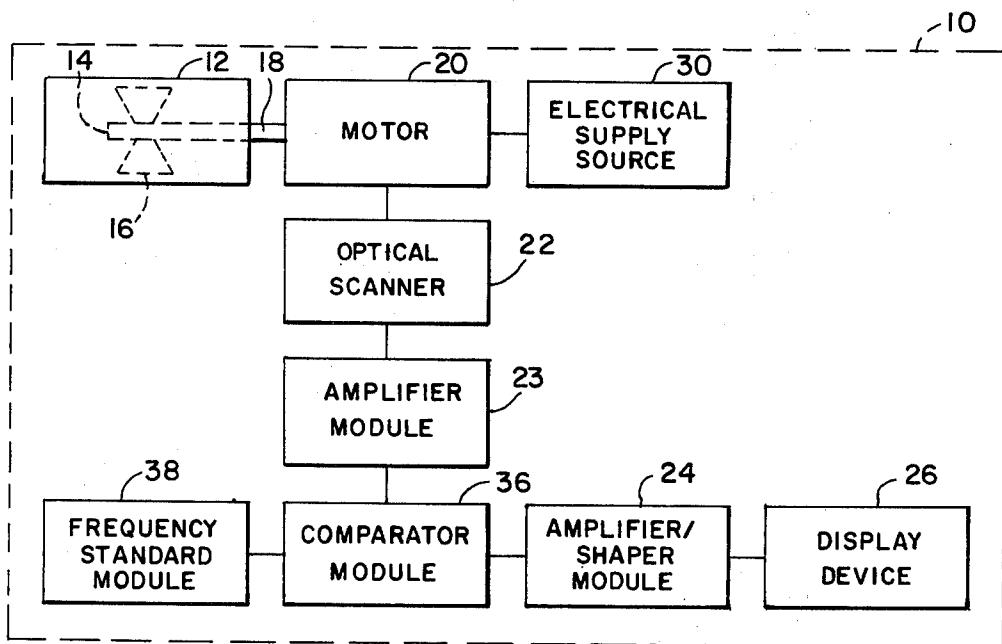 10
14
12
18
20
30
MOTOR
ELECTRICAL
SUPPLY
SOURCE
16
OPTICAL
SCANNER
22
AMPLIFIER
MODULE
23
38
36
24
26
FREQUENCY
STANDARD
MODULE
COMPARATOR
MODULE
AMPLIFIER/
SHAPER
MODULE
DISPLAY
DEVICE